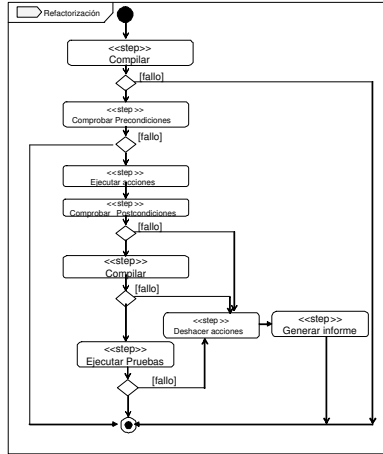 Refactorización
<<step>>
Compilar
[fallo]
<<step>>
Comprobar Precondiciones
[fallo]
<<step>>
Ejecutar acciones
<<step>>
Comprobar Postcondiciones
[fallo]
<<step>>
Compilar
[fallo]
<<step>>
Deshacer acciones
<<step>>
Generar informe
<<step>>
Ejecutar Pruebas
[fallo]